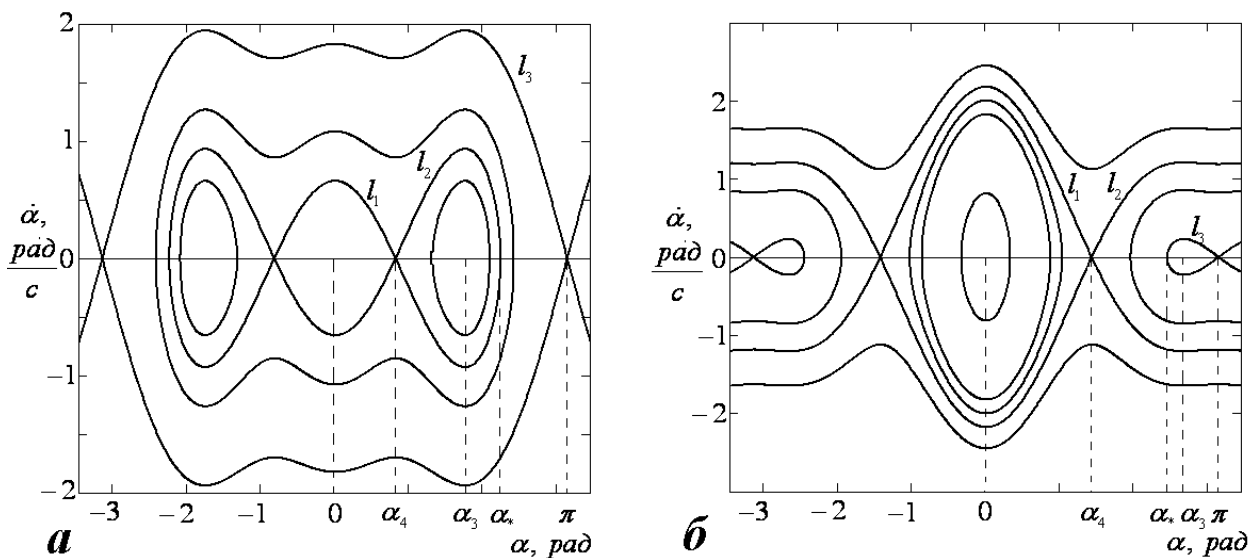 2
1
0
−1
−2
α̇,
рад
с
l₃
l₂
l₁
−3 −2 −1 0 α₄ α₃ α* π
α, рад
а
2
1
0
−1
−2
α̇,
рад
с
l₁ l₂
l₃
−3 −2 0 α₄ α* α₃ π
α, рад
б